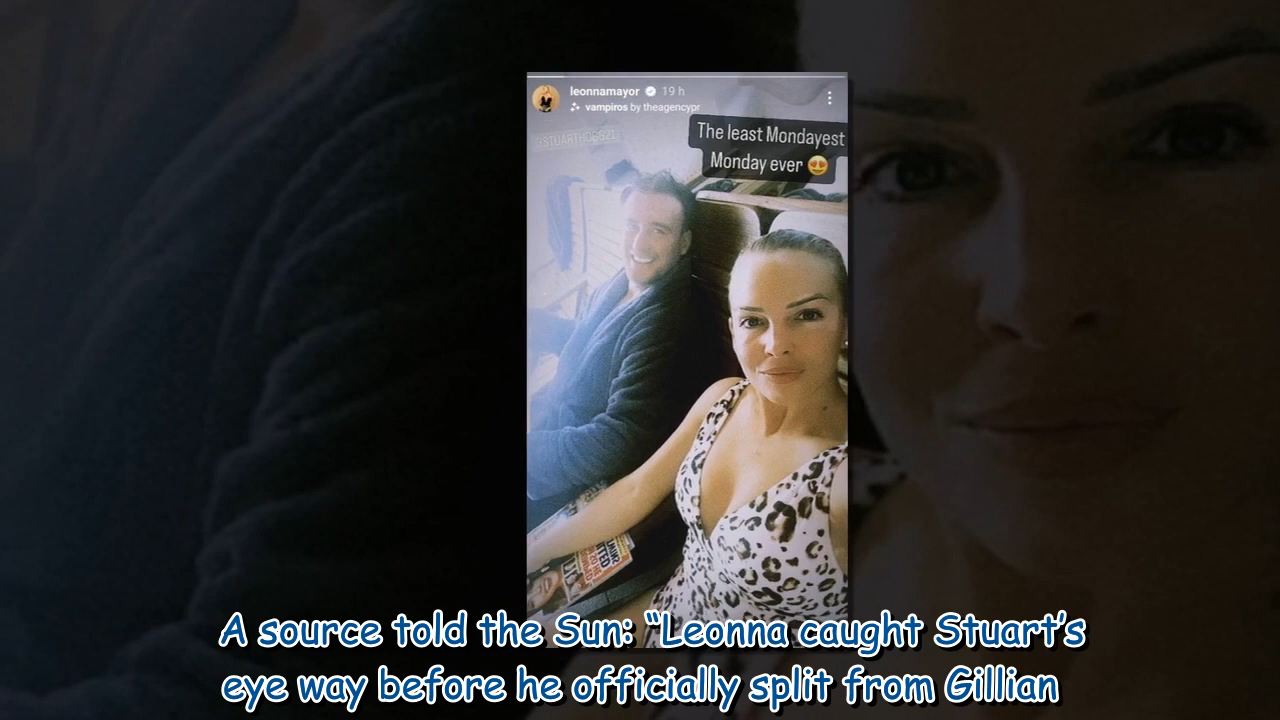 leonnamayor 19 h
vampiros by theagencypr
The least Mondayest
Monday ever 😍
A source told the Sun: “Leonna caught Stuart’s
eye way before he officially split from Gillian